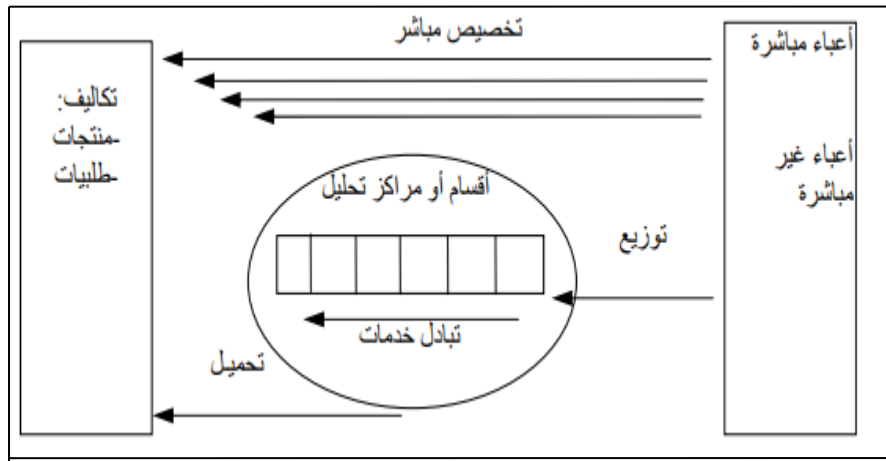 تخصيص مباشر
أعباء مباشرة
أعباء غير
مباشرة
توزيع
أقسام أو مراكز تحليل
تبادل خدمات
تحميل
تكاليف:
-منتجات
-طلبيات